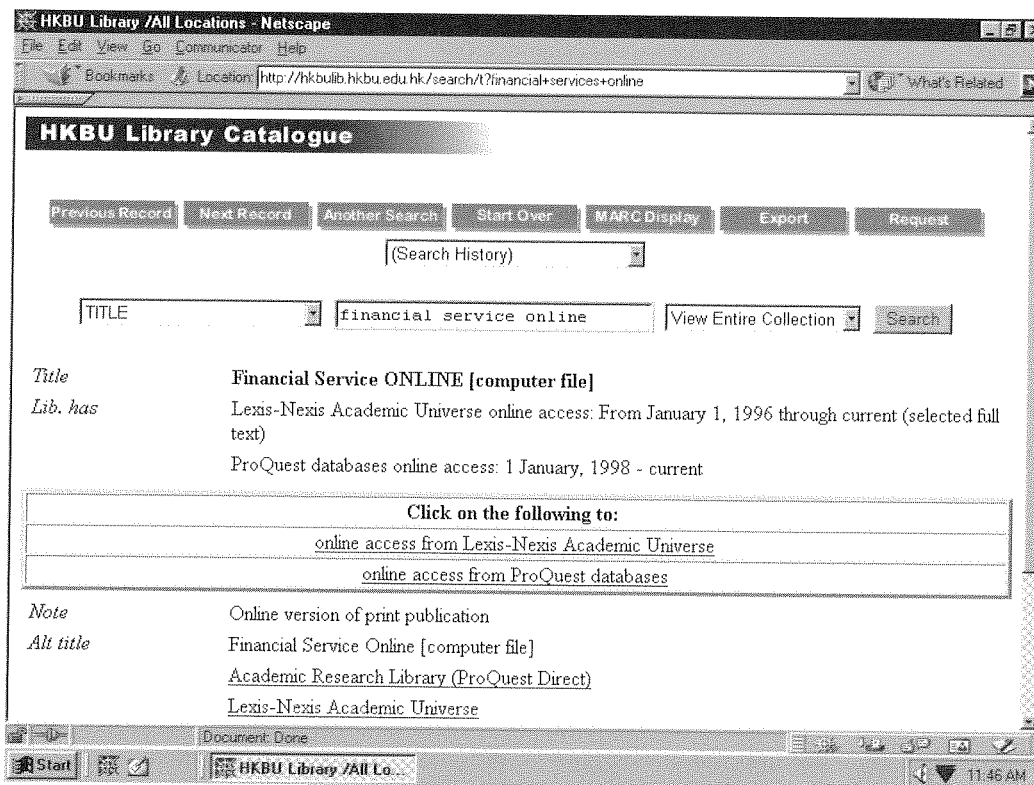 HKBU Library /All Locations - Netscape
File Edit View Go Communicator Help
Bookmarks Location: http://hkbulib.hkbu.edu.hk/search/t?financial+services+online What's Related
HKBU Library Catalogue
Previous Record Next Record Another Search Start Over MARC Display Export Request
(Search History)
TITLE financial service online View Entire Collection Search
Title Financial Service ONLINE [computer file]
Lib. has Lexis-Nexis Academic Universe online access: From January 1, 1996 through current (selected full
text)
ProQuest databases online access: 1 January, 1998 - current
Click on the following to:
online access from Lexis-Nexis Academic Universe
online access from ProQuest databases
Note Online version of print publication
Alt title Financial Service Online [computer file]
Academic Research Library (ProQuest Direct)
Lexis-Nexis Academic Universe
Document: Done
Start HKBU Library /All Lo... 11:46 AM